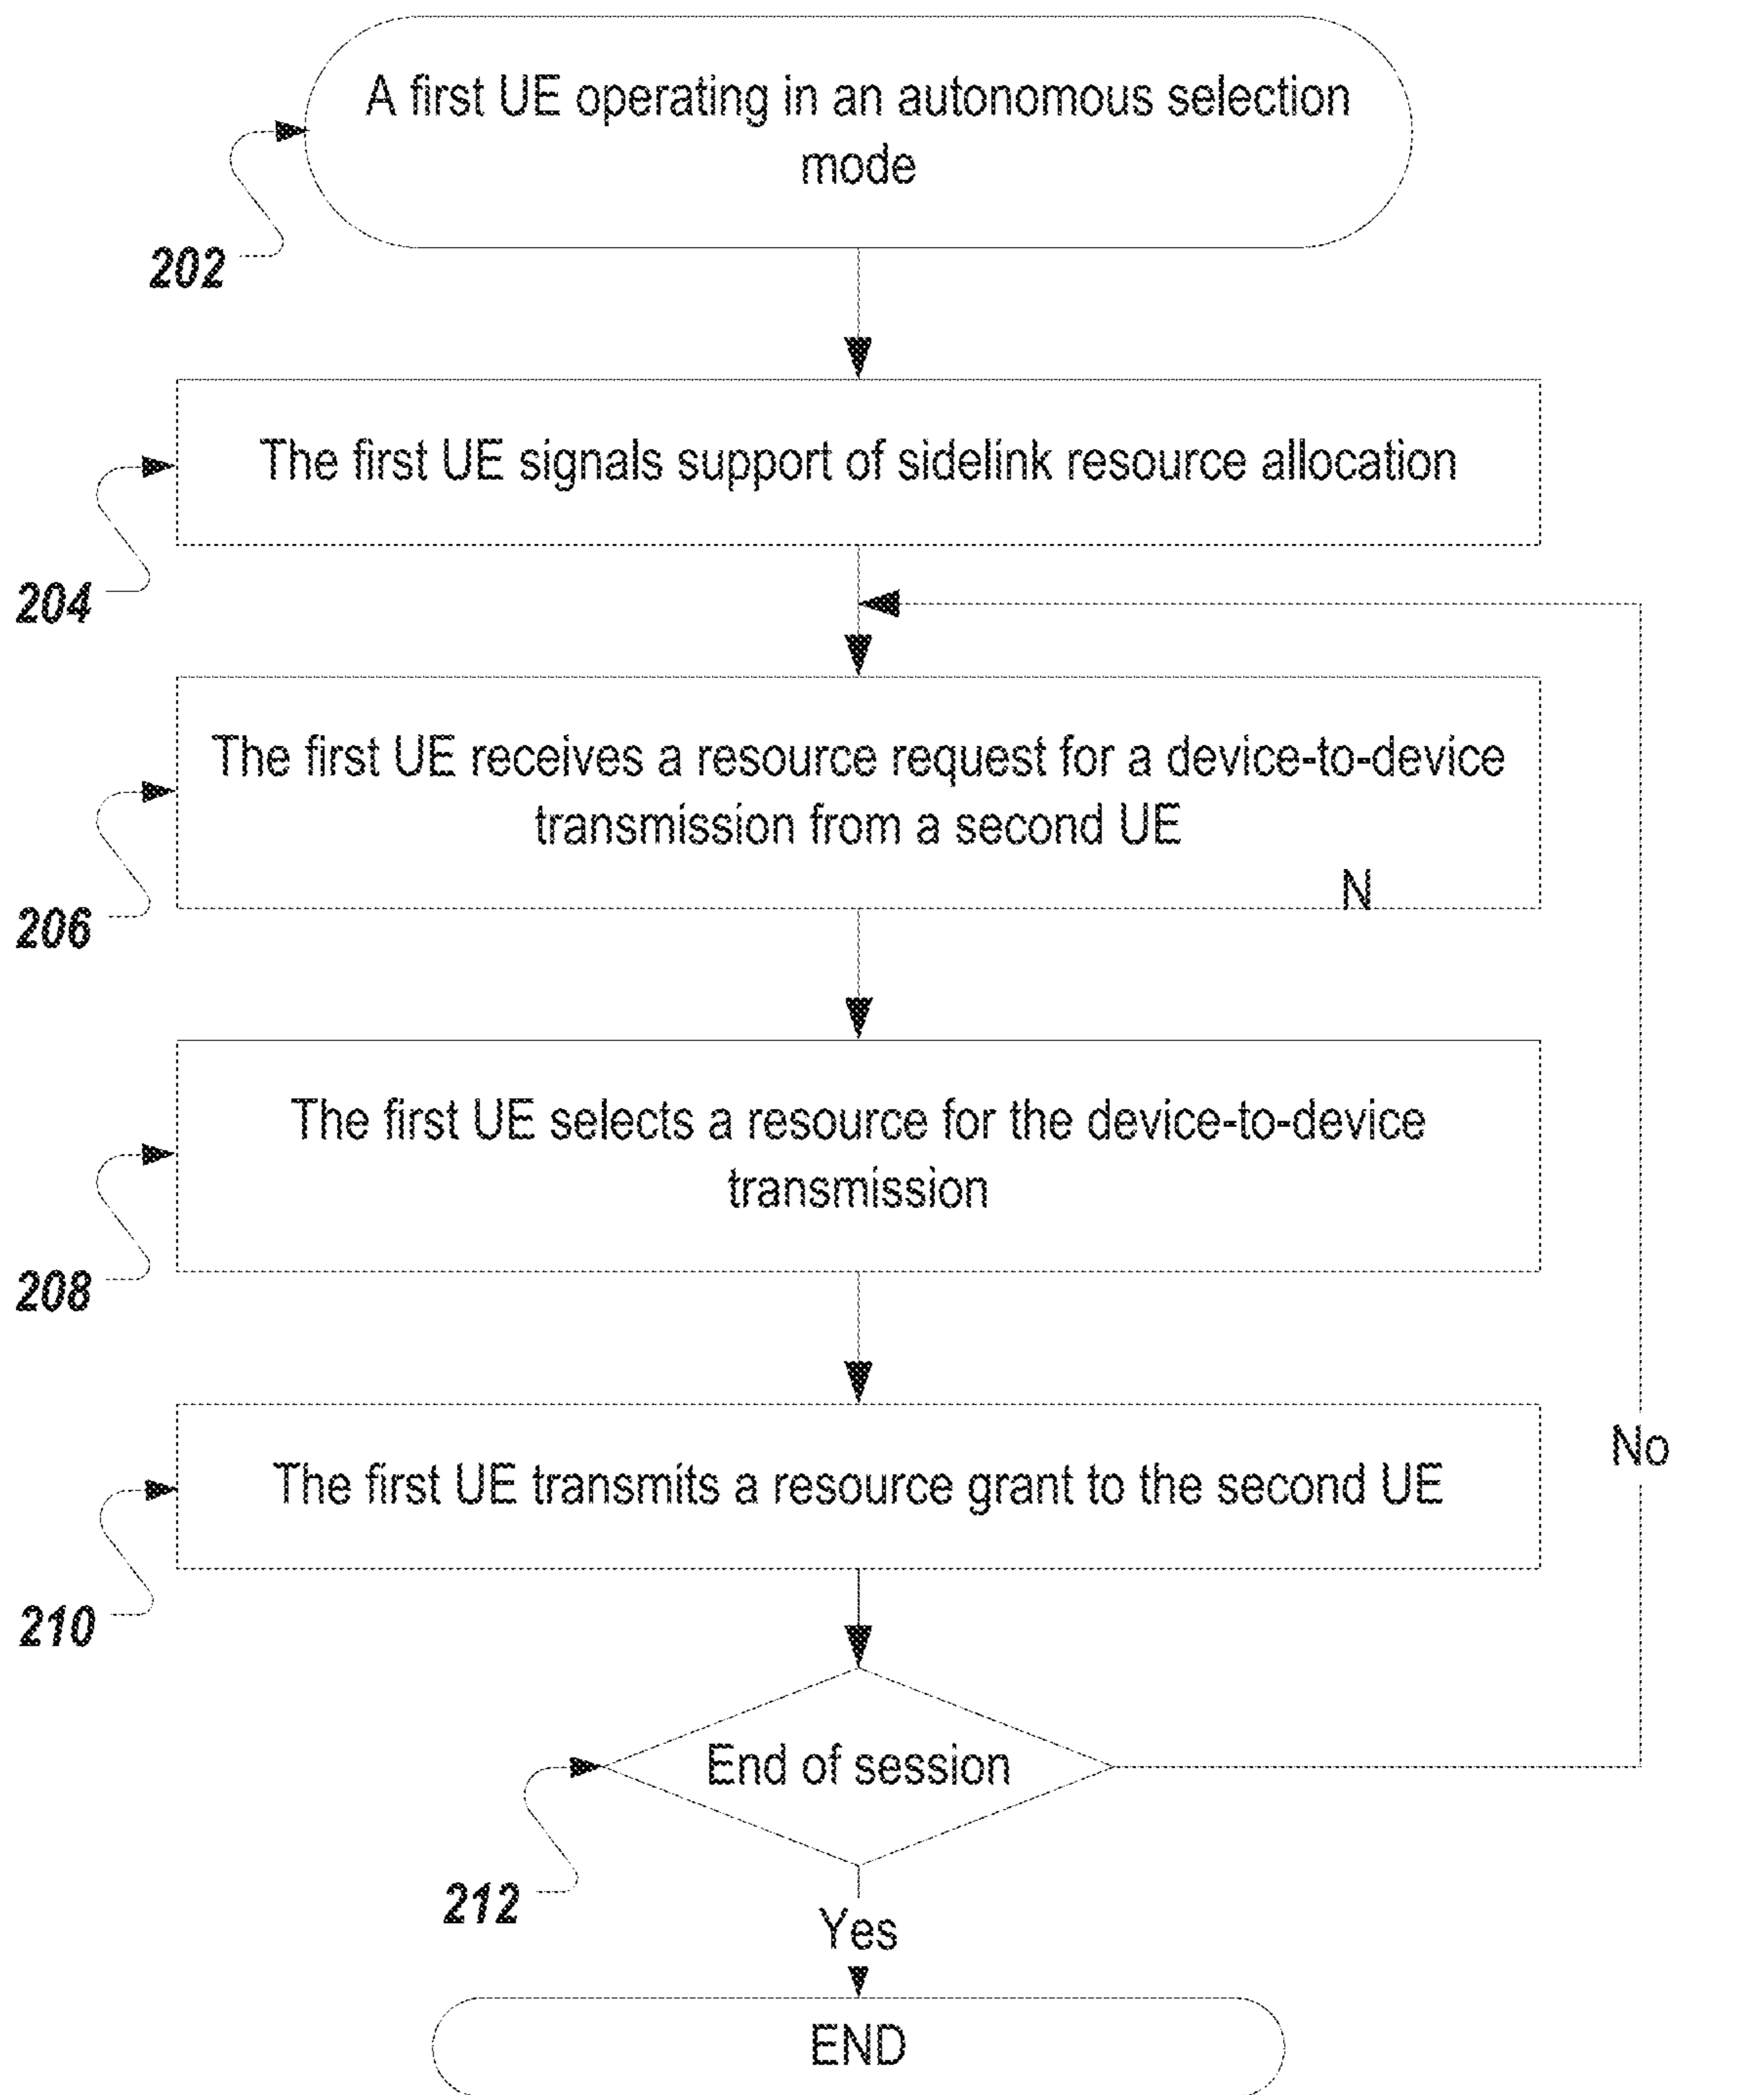 A first UE operating in an autonomous selection
mode
202
The first UE signals support of sidelink resource allocation
204
The first UE receives a resource request for a device-to-device
transmission from a second UE
N
206
The first UE selects a resource for the device-to-device
transmission
208
The first UE transmits a resource grant to the second UE
No
210
End of session
212
Yes
END